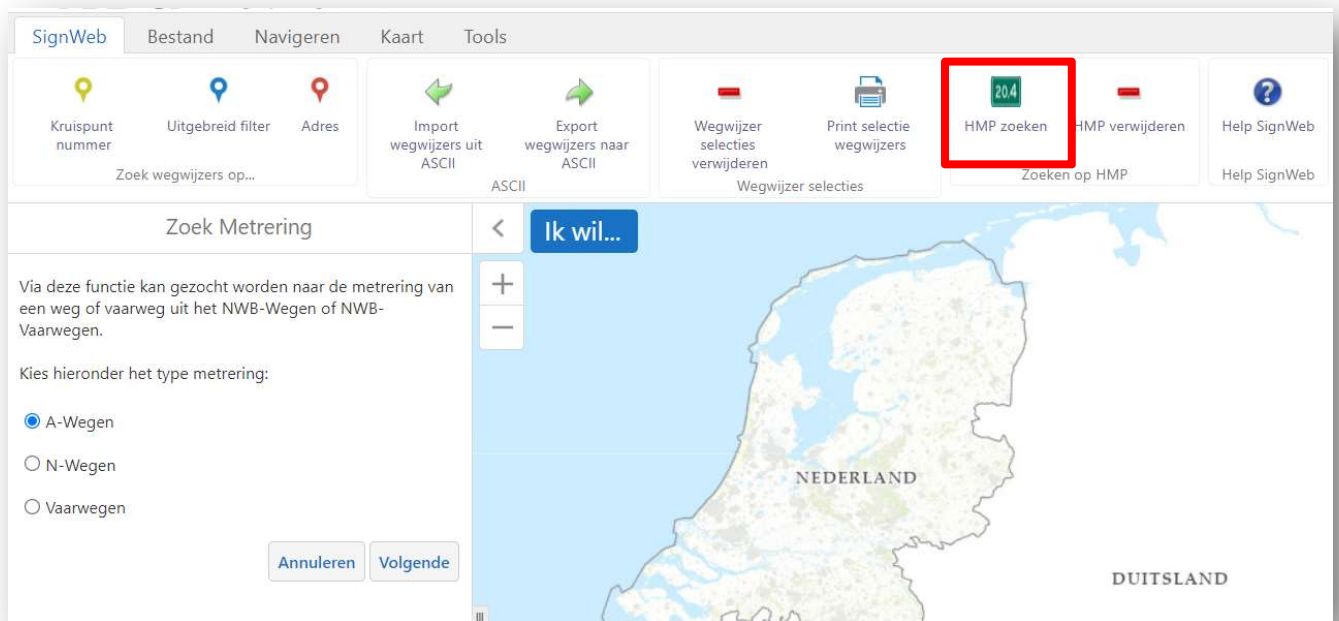 SignWeb Bestand Navigeren Kaart Tools
Kruispunt nummer
Uitgebreid filter
Adres
Zoek wegwijzers op...
Import wegwijzers uit ASCII
Export wegwijzers naar ASCII
ASCII
Wegwijzer selecties verwijderen
Print selectie wegwijzers
Wegwijzer selecties
20.4
HMP zoeken
HMP verwijderen
Zoeken op HMP
?
Help SignWeb
Help SignWeb
Zoek Metrering
<
Ik wil...
+
−
Via deze functie kan gezocht worden naar de metrering van
een weg of vaarweg uit het NWB-Wegen of NWB-
Vaarwegen.
Kies hieronder het type metrering:
A-Wegen
N-Wegen
Vaarwegen
Annuleren Volgende
NEDERLAND
DUITSLAND